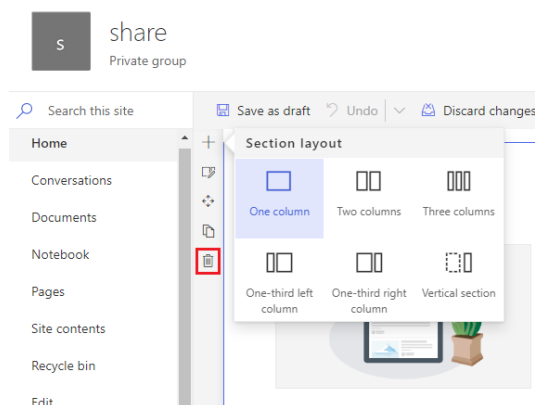 s
share
Private group
Search this site
Save as draft
Undo
Discard changes
Home
Conversations
Documents
Notebook
Pages
Site contents
Recycle bin
Edit
Section layout
One column
Two columns
Three columns
One-third left
column
One-third right
column
Vertical section